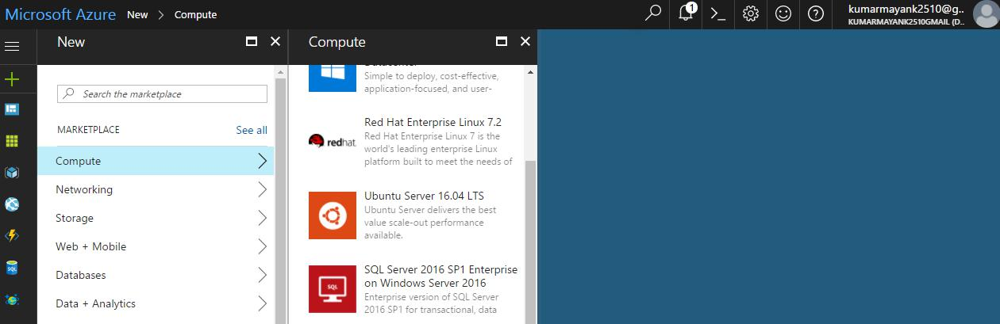 Microsoft Azure New Compute
1
kumarmayank2510@g..
KUMARMAYANK2510GMAIL (D..
New
Compute
Search the marketplace
MARKETPLACE
See all
Compute
Networking
Storage
Web + Mobile
Databases
Data + Analytics
Datacenter
Simple to deploy, cost-effective,
application-focused, and user-
redhat.
Red Hat Enterprise Linux 7.2
Red Hat Enterprise Linux 7 is the
world's leading enterprise Linux
platform built to meet the needs of
Ubuntu Server 16.04 LTS
Ubuntu Server delivers the best
value scale-out performance
available.
SQL
SQL Server 2016 SP1 Enterprise
on Windows Server 2016
Enterprise version of SQL Server
2016 SP1 for transactional, data
SQL